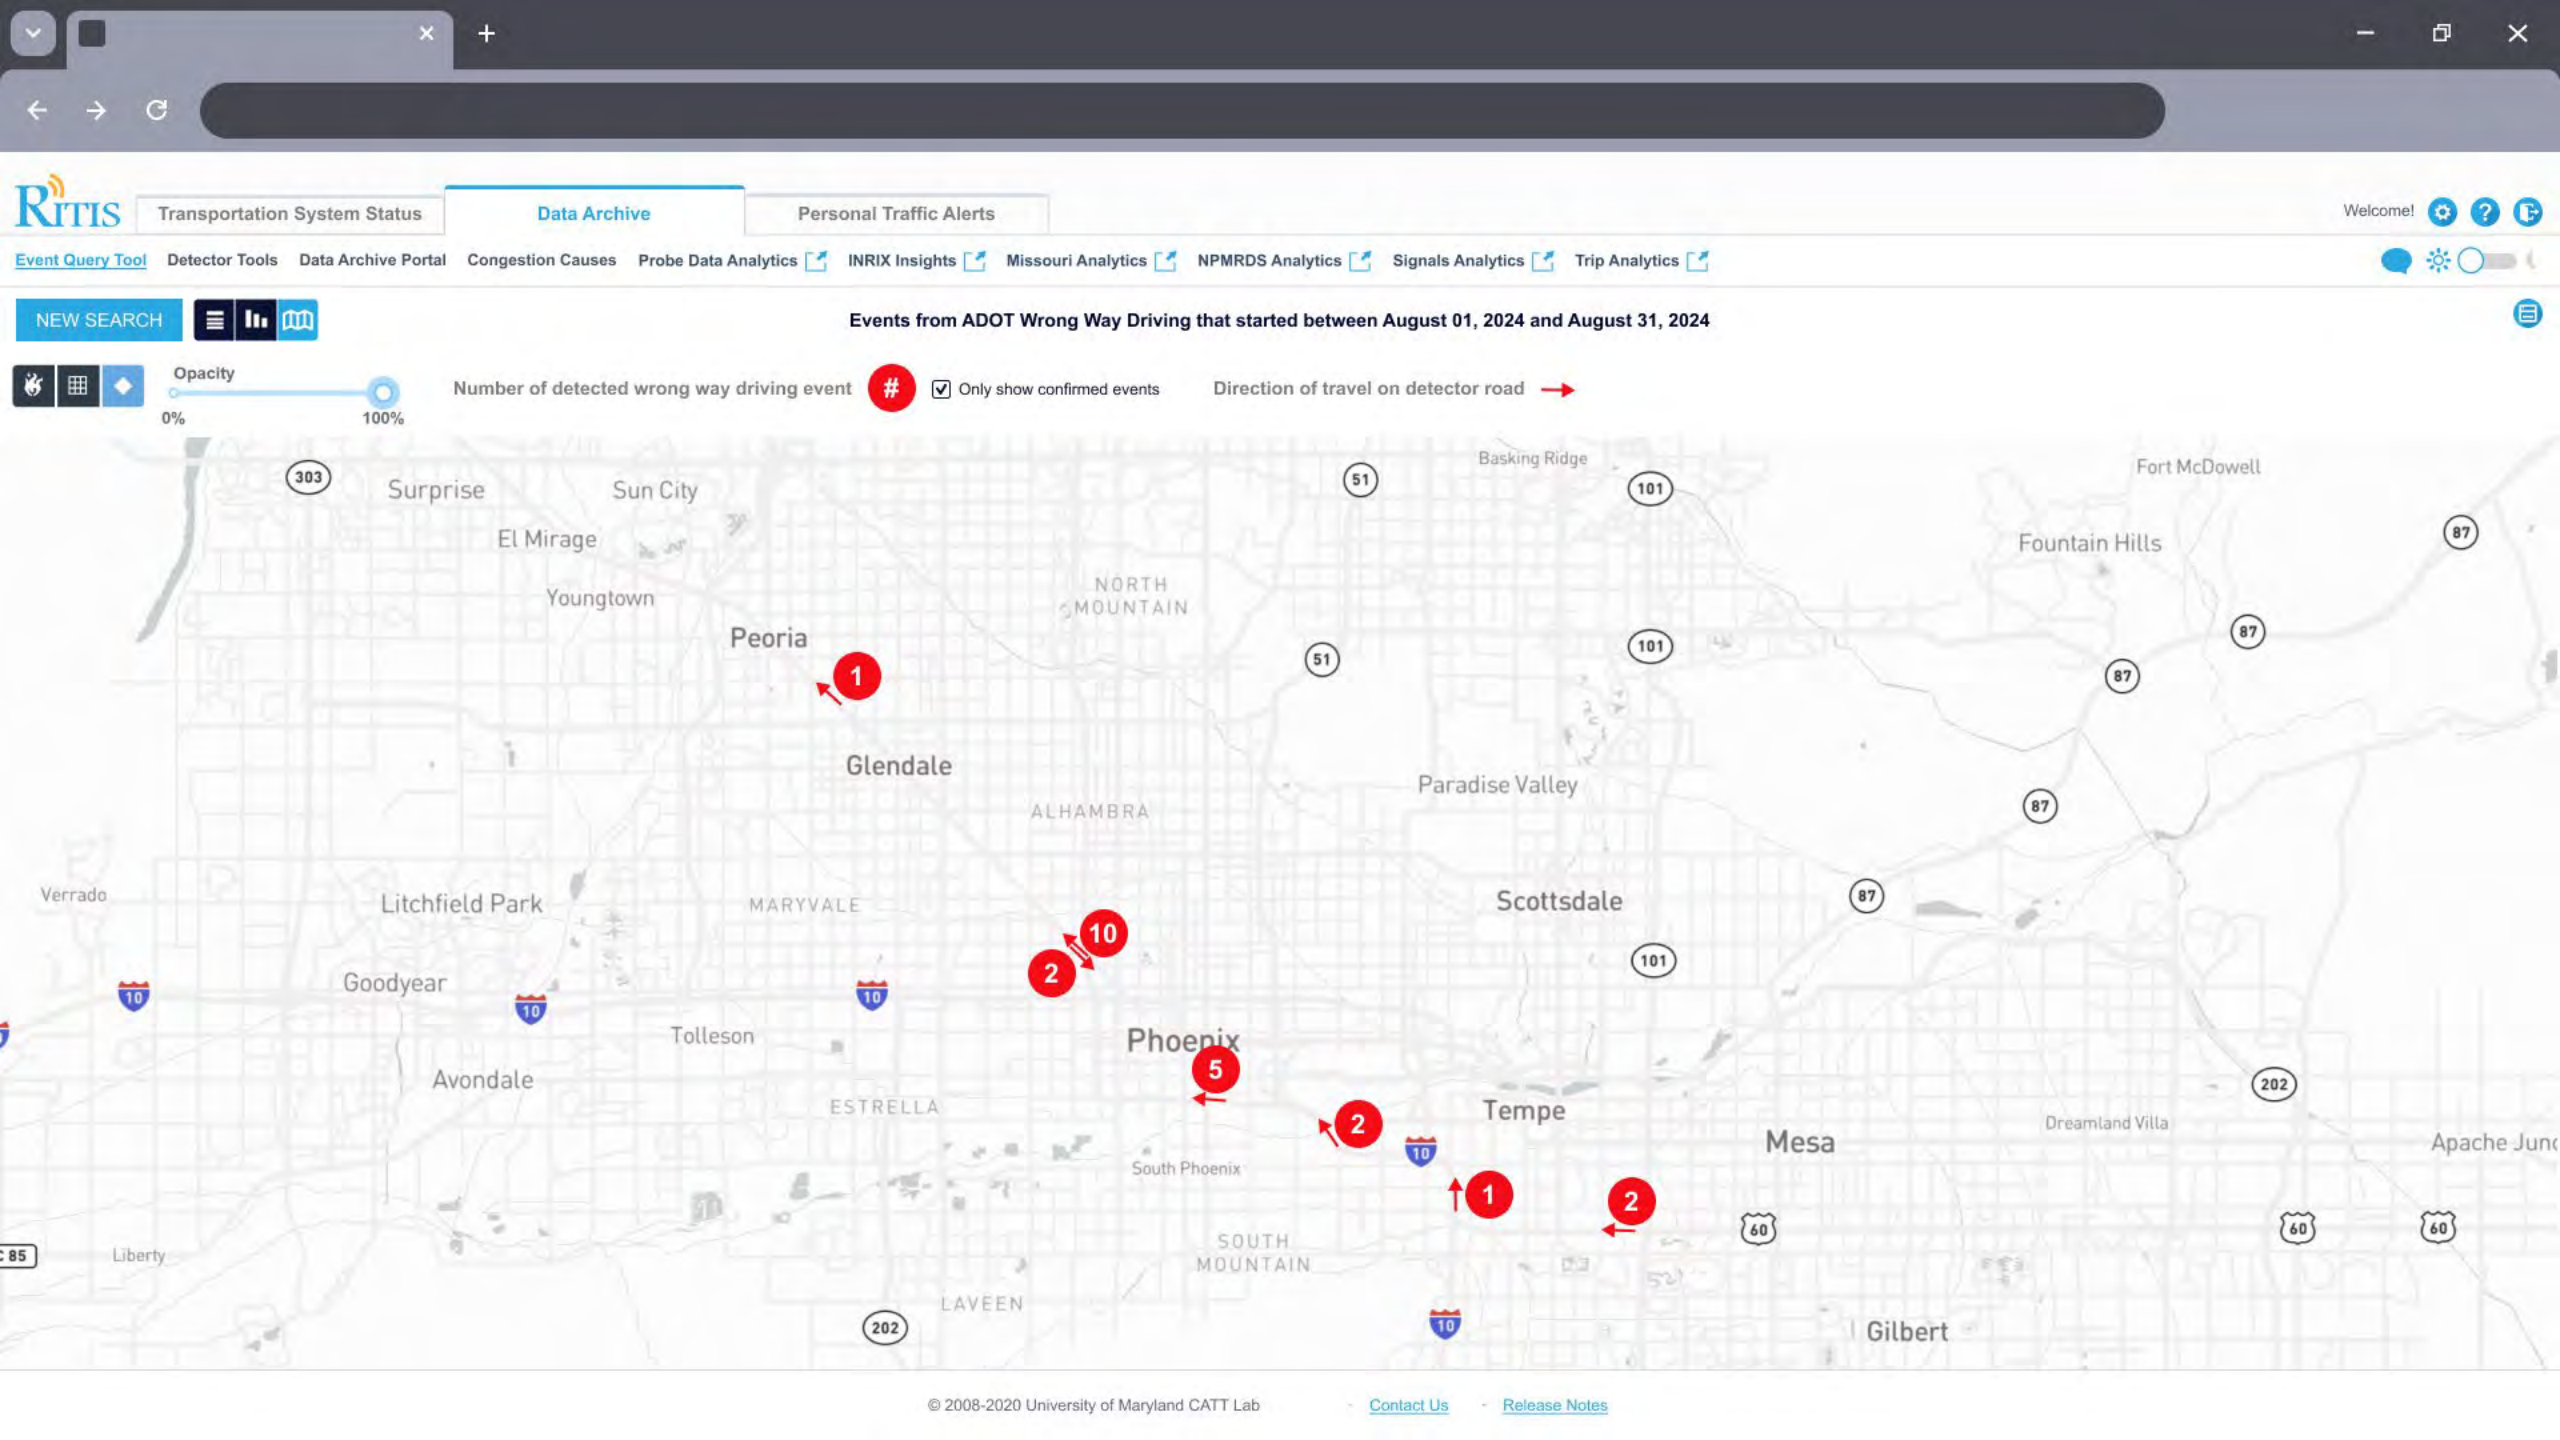 RITIS
Transportation System Status
Data Archive
Personal Traffic Alerts
Welcome!
?
Event Query Tool
Detector Tools
Data Archive Portal
Congestion Causes
Probe Data Analytics
INRIX Insights
Missouri Analytics
NPMRDS Analytics
Signals Analytics
Trip Analytics
NEW SEARCH
Events from ADOT Wrong Way Driving that started between August 01, 2024 and August 31, 2024
Opacity
0%
100%
Number of detected wrong way driving event
#
Only show confirmed events
Direction of travel on detector road
Basking Ridge
303
Surprise
Sun City
51
101
Fort McDowell
El Mirage
87
Fountain Hills
Youngtown
NORTH
MOUNTAIN
Peoria
87
51
101
87
1
Glendale
Paradise Valley
ALHAMBRA
87
Verrado
Litchfield Park
MARYVALE
Scottsdale
87
10
2
101
Goodyear
10
10
10
Tolleson
Phoenix
5
Avondale
ESTRELLA
202
Tempe
2
Dreamland Villa
Mesa
Apache Junc
10
South Phoenix
1
2
60
60
60
SOUTH
MOUNTAIN
85
Liberty
LAVEEN
202
10
Gilbert
© 2008-2020 University of Maryland CATT Lab
- Contact Us
- Release Notes